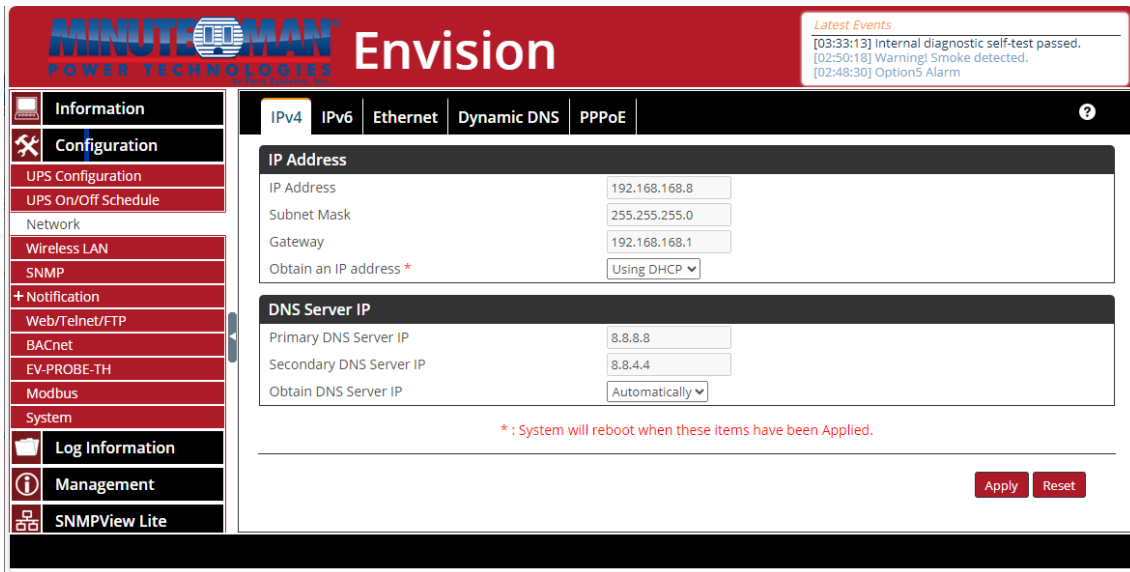 MINUTEMAN
POWER TECHNOLOGIES
Envision
Latest Events
[03:33:13] Internal diagnostic self-test passed.
[02:50:18] Warning! Smoke detected.
[02:48:30] Option5 Alarm
Information
Configuration
UPS Configuration
UPS On/Off Schedule
Network
Wireless LAN
SNMP
+ Notification
Web/Telnet/FTP
BACnet
EV-PROBE-TH
Modbus
System
Log Information
Management
SNMPView Lite
IPv4 IPv6 Ethernet Dynamic DNS PPPoE ?
IP Address
IP Address 192.168.168.8
Subnet Mask 255.255.255.0
Gateway 192.168.168.1
Obtain an IP address * Using DHCP
DNS Server IP
Primary DNS Server IP 8.8.8.8
Secondary DNS Server IP 8.8.4.4
Obtain DNS Server IP Automatically
* : System will reboot when these items have been Applied.
Apply Reset